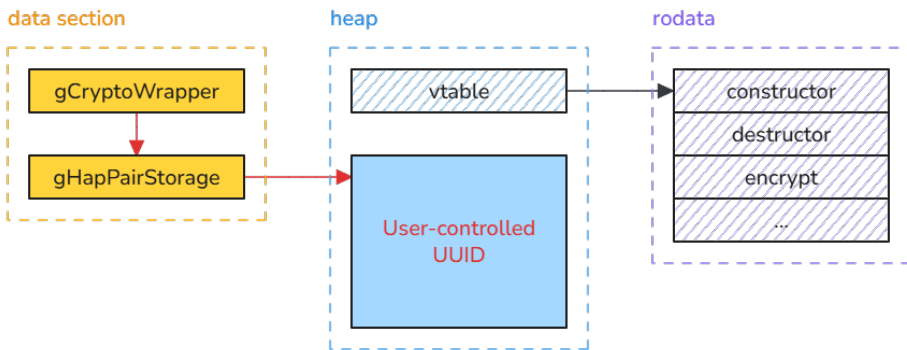 data section
heap
rodata
gCryptoWrapper
vtable
constructor
destructor
gHapPairStorage
encrypt
User-controlled
UUID
...